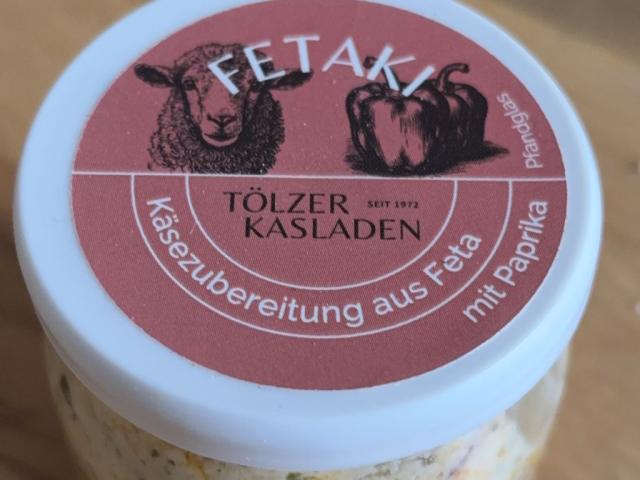 FETAKI
Pfandglas
TÖLZER SEIT 1972
KASLADEN
Käsezubereitung aus Feta
mit Paprika